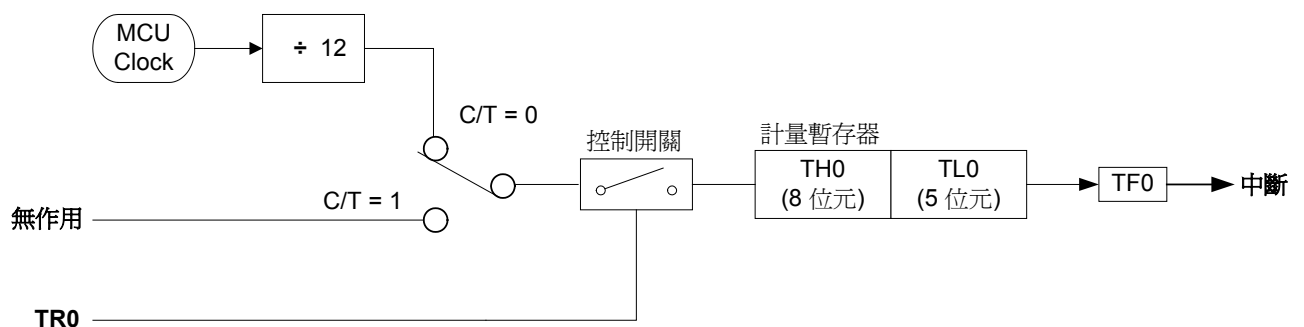 MCU
Clock
÷ 12
C/T = 0
控制開關
計量暫存器
TH0
(8 位元)
TL0
(5 位元)
TF0
中斷
C/T = 1
無作用
TR0